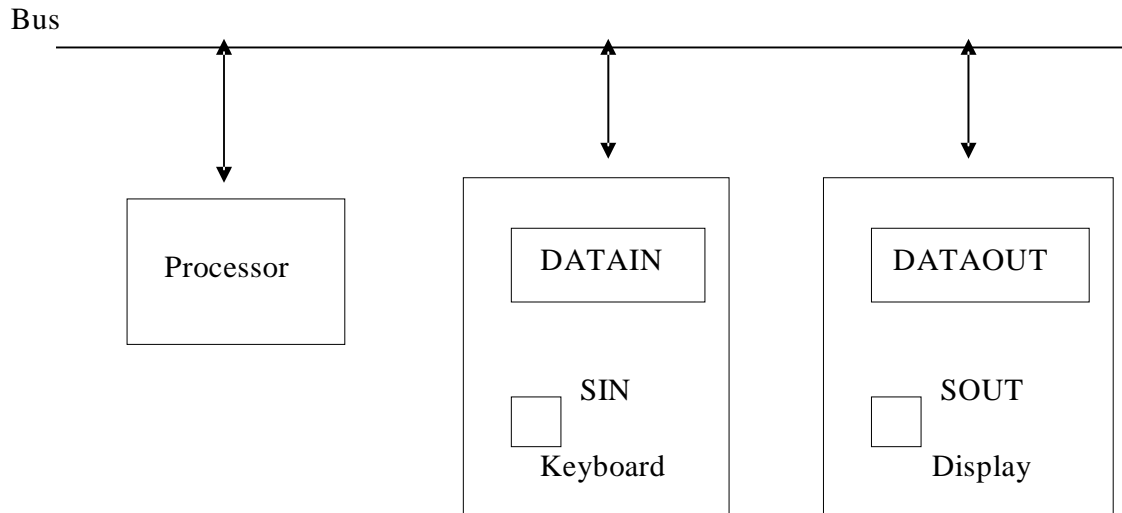 Bus
Processor
DATAIN
DATAOUT
SIN
SOUT
Keyboard
Display